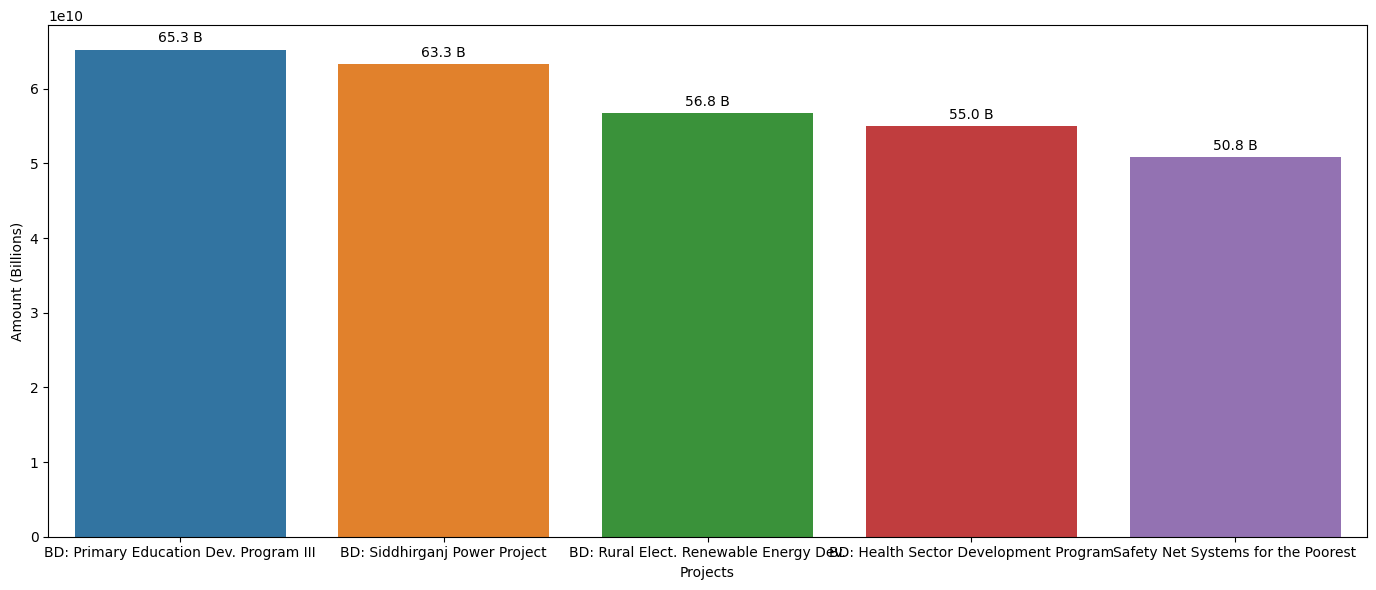 1e10
65.3 B
63.3 B
56.8 B
55.0 B
50.8 B
6
5
4
3
2
1
0
Amount (Billions)
BD: Primary Education Dev. Program III
BD: Siddhirganj Power Project
BD: Rural Elect. Renewable Energy Dev.
BD: Health Sector Development Program
Safety Net Systems for the Poorest
Projects